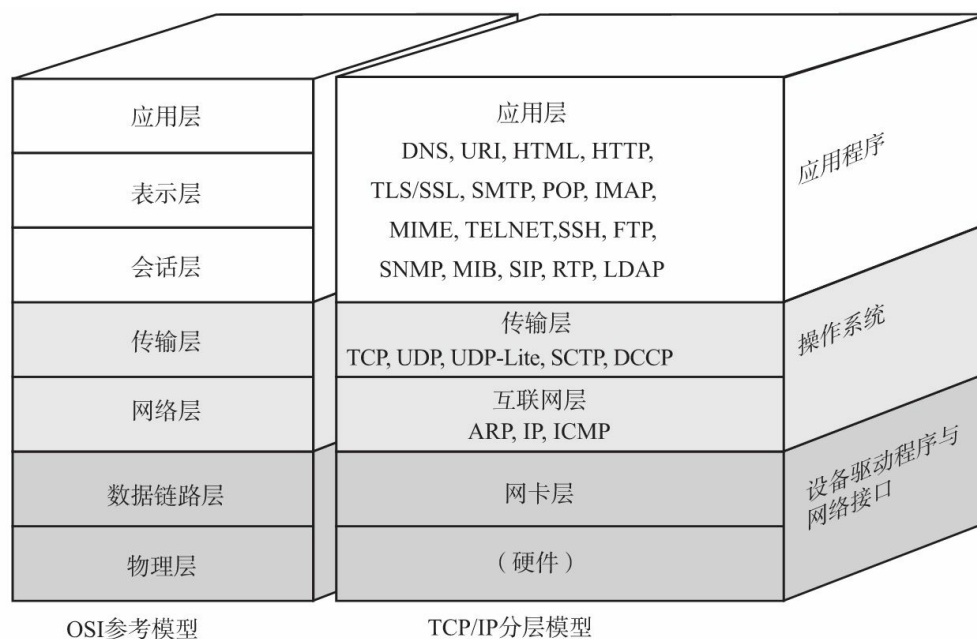 应用层
表示层
会话层
传输层
网络层
数据链路层
物理层
OSI参考模型
应用层
DNS, URI, HTML, HTTP,
TLS/SSL, SMTP, POP, IMAP,
MIME, TELNET,SSH, FTP,
SNMP, MIB, SIP, RTP, LDAP
传输层
TCP, UDP, UDP-Lite, SCTP, DCCP
互联网层
ARP, IP, ICMP
网卡层
（硬件）
TCP/IP分层模型
应用程序
操作系统
设备驱动程序与
网络接口